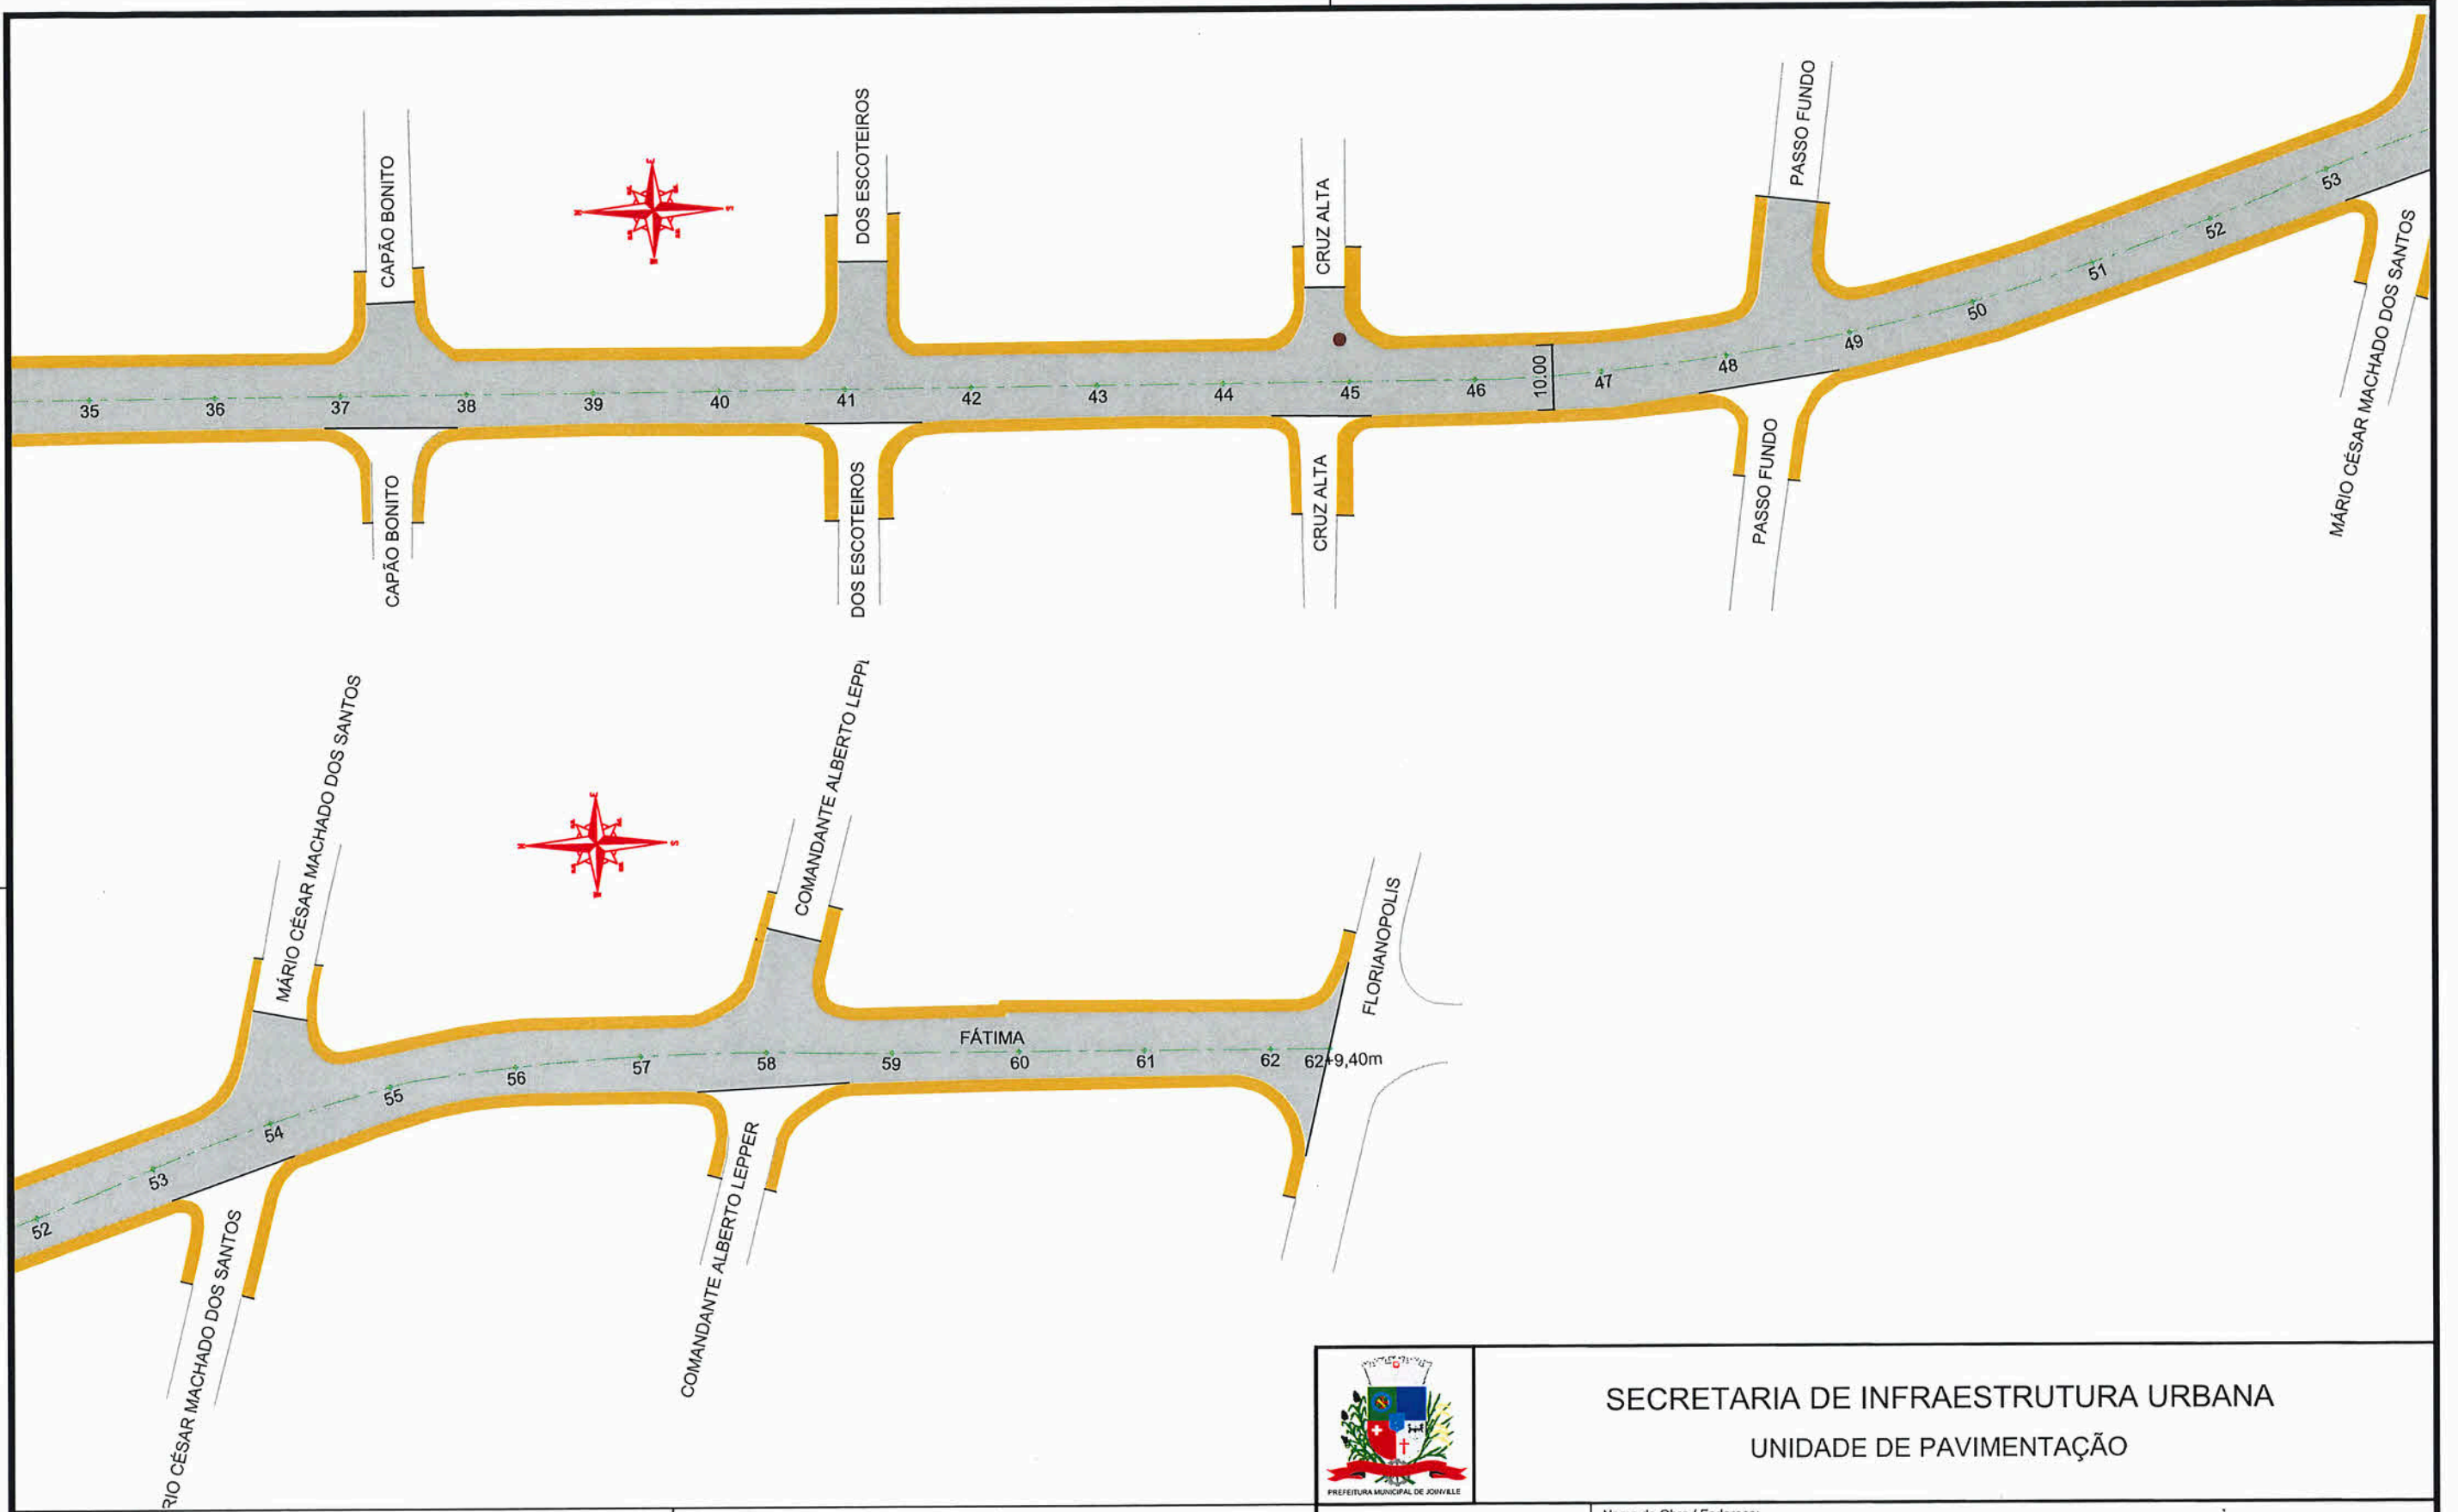 CAPÃO BONITO
DOS ESCOTEIROS
CRUZ ALTA
PASSO FUNDO
MÁRIO CÉSAR MACHADO DOS SANTOS
35
36
37
38
39
40
41
42
43
44
45
46
10.00
47
48
49
50
51
52
53
CAPÃO BONITO
DOS ESCOTEIROS
CRUZ ALTA
PASSO FUNDO
E
N
S
MÁRIO CÉSAR MACHADO DOS SANTOS
COMANDANTE ALBERTO LEPP
FLORIANOPOLIS
E
N
S
FÁTIMA
52
53
54
55
56
57
58
59
60
61
62
62+9,40m
RIO CÉSAR MACHADO DOS SANTOS
COMANDANTE ALBERTO LEPPER
PREFEITURA MUNICIPAL DE JOINVILLE
SECRETARIA DE INFRAESTRUTURA URBANA
UNIDADE DE PAVIMENTAÇÃO